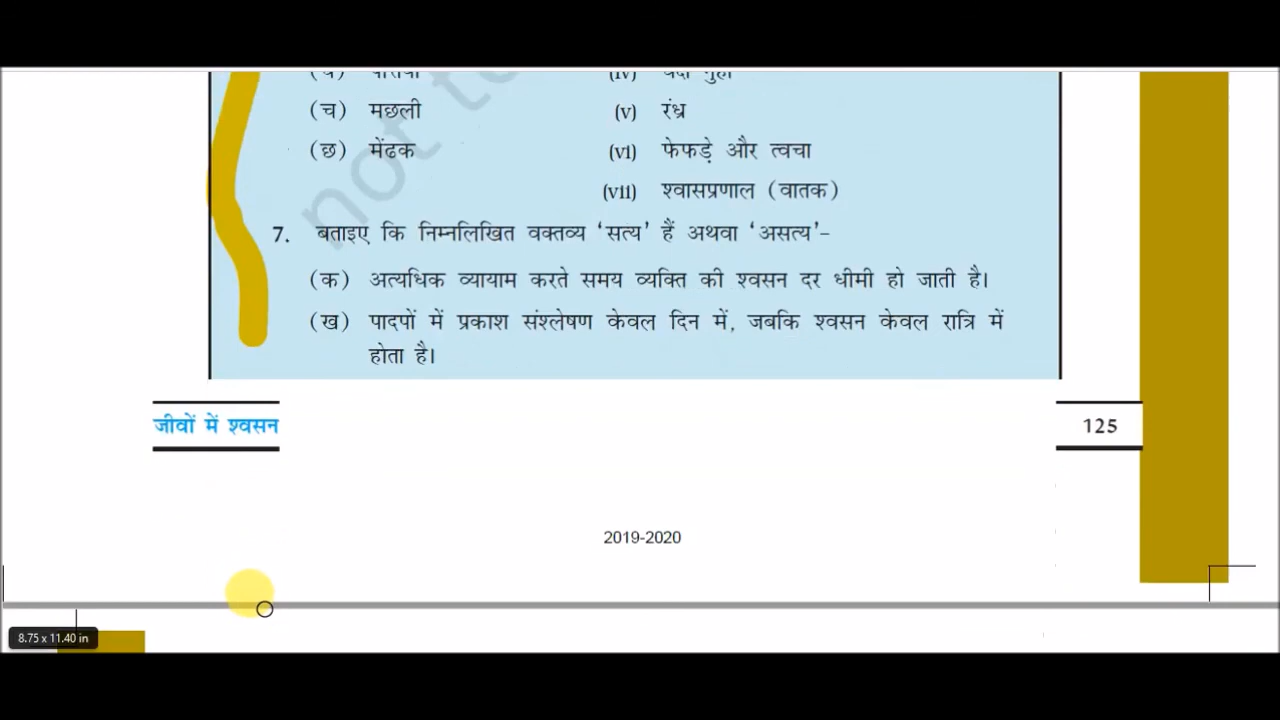 not to
(च) मछली (v) रंध्र
(छ) मेंढक (vi) फेफड़े और त्वचा
(vii) श्वासप्रणाल (वातक)
7. बताइए कि निम्नलिखित वक्तव्य ‘सत्य’ हैं अथवा ‘असत्य’–
(क) अत्यधिक व्यायाम करते समय व्यक्ति की श्वसन दर धीमी हो जाती है।
(ख) पादपों में प्रकाश संश्लेषण केवल दिन में, जबकि श्वसन केवल रात्रि में
होता है।
जीवों में श्वसन 125
2019-2020
8.75 x 11.40 in